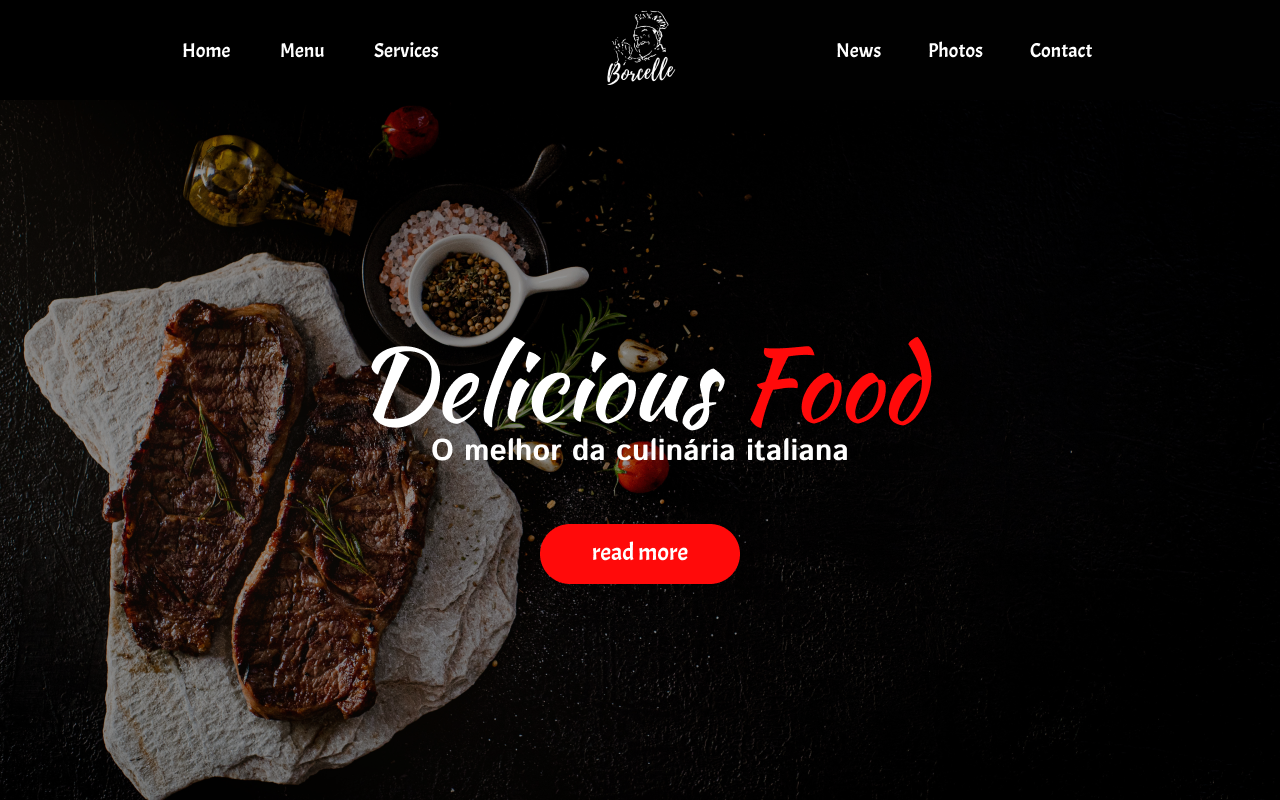 Home Menu Services Borcelle News Photos Contact
Delicious Food
O melhor da culinária italiana
read more